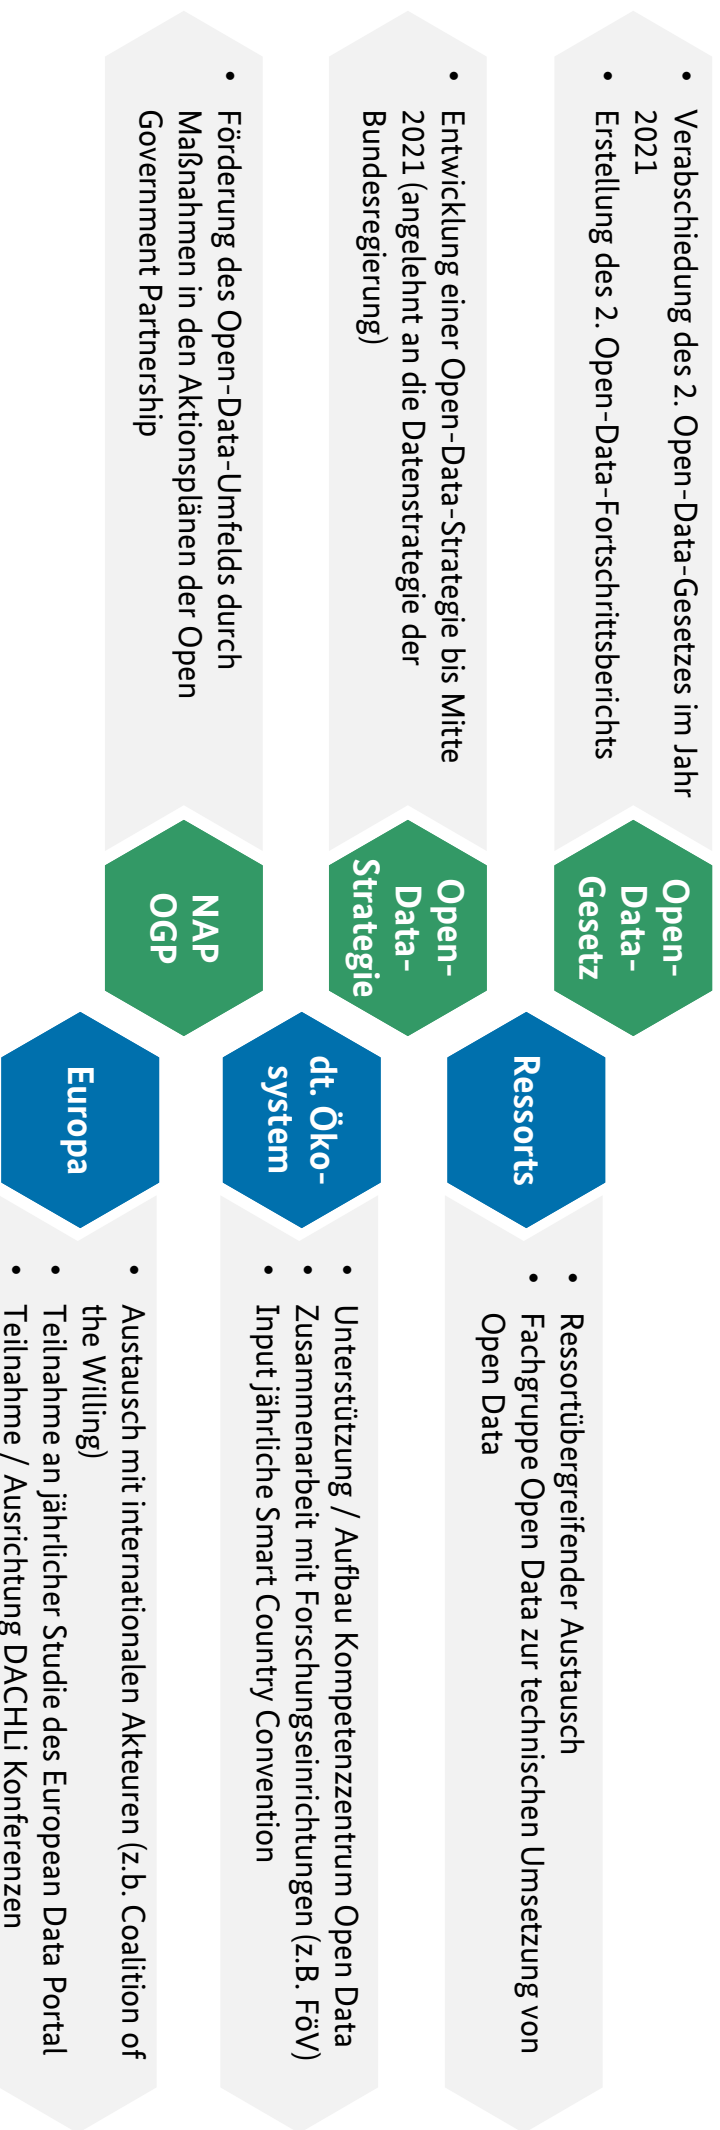 • Verabschiedung des 2. Open-Data-Gesetzes im Jahr
2021
• Erstellung des 2. Open-Data-Fortschrittsberichts
Open-
Data-
Gesetz
Ressorts
• Ressortübergreifender Austausch
• Fachgruppe Open Data zur technischen Umsetzung von
Open Data
• Entwicklung einer Open-Data-Strategie bis Mitte
2021 (angelehnt an die Datenstrategie der
Bundesregierung)
Open-
Data-
Strategie
dt. Öko-
system
• Unterstützung / Aufbau Kompetenzzentrum Open Data
• Zusammenarbeit mit Forschungseinrichtungen (z.B. FöV)
• Input jährliche Smart Country Convention
• Förderung des Open-Data-Umfelds durch
Maßnahmen in den Aktionsplänen der Open
Government Partnership
NAP
OGP
Europa
• Austausch mit internationalen Akteuren (z.b. Coalition of
the Willing)
• Teilnahme an jährlicher Studie des European Data Portal
• Teilnahme / Ausrichtung DACHLi Konferenzen